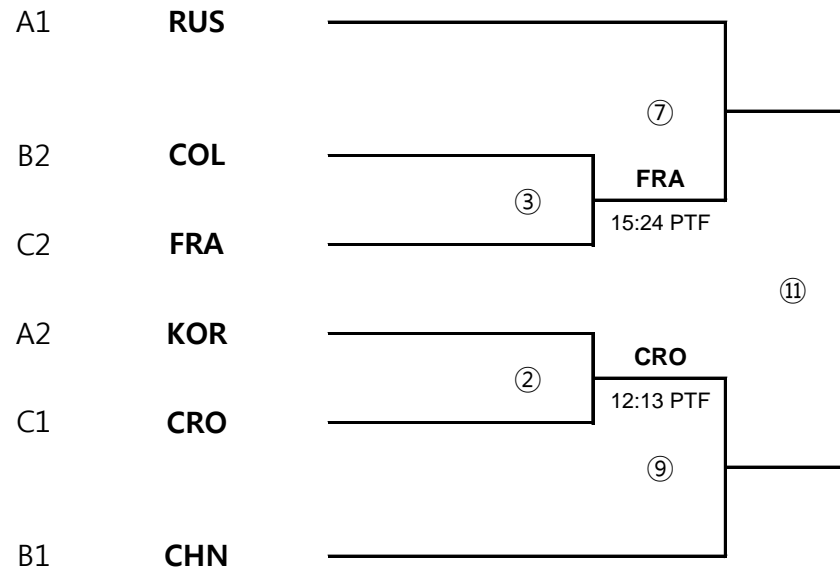 A1 RUS
⑦
B2 COL
FRA
③
15:24 PTF
C2 FRA
⑪
A2 KOR
CRO
②
12:13 PTF
C1 CRO
⑨
B1 CHN